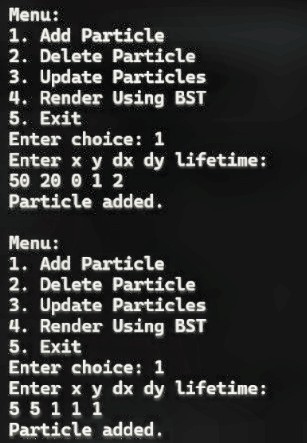 Menu:
1. Add Particle
2. Delete Particle
3. Update Particles
4. Render Using BST
5. Exit
Enter choice: 1
Enter x y dx dy lifetime:
50 20 0 1 2
Particle added.

Menu:
1. Add Particle
2. Delete Particle
3. Update Particles
4. Render Using BST
5. Exit
Enter choice: 1
Enter x y dx dy lifetime:
5 5 1 1 1
Particle added.